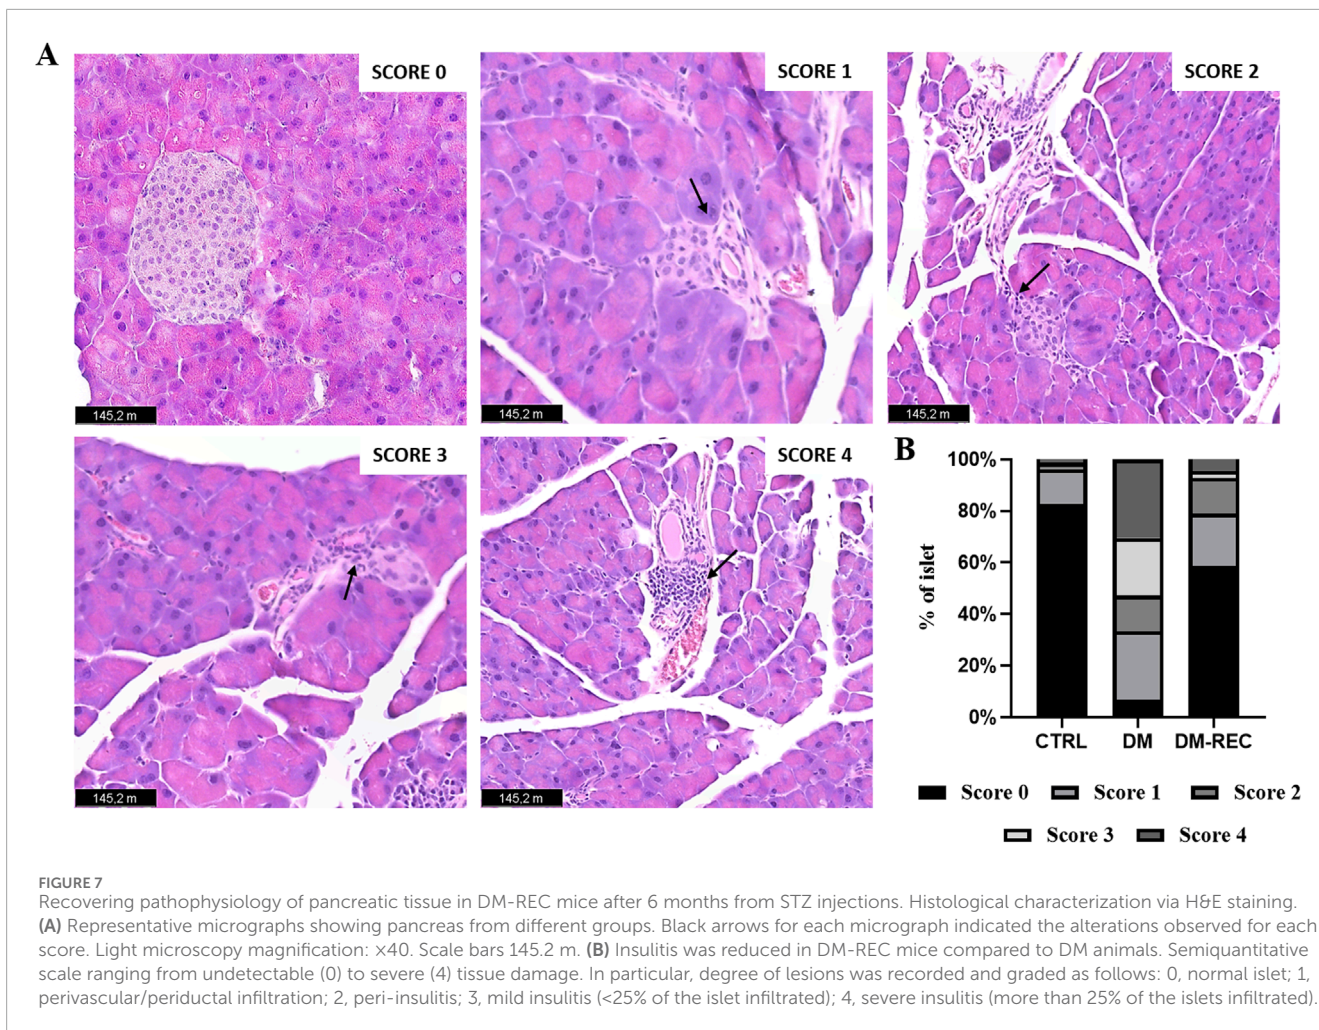 A
SCORE 0
SCORE 1
SCORE 2
145,2 m
145,2 m
145,2 m
SCORE 3
SCORE 4
145,2 m
145,2 m
B
% of islet
100%
80%
60%
40%
20%
0%
CTRL DM DM-REC
Score 0 Score 1 Score 2
Score 3 Score 4
FIGURE 7
Recovering pathophysiology of pancreatic tissue in DM-REC mice after 6 months from STZ injections. Histological characterization via H&E staining.
(A) Representative micrographs showing pancreas from different groups. Black arrows for each micrograph indicated the alterations observed for each
score. Light microscopy magnification: ×40. Scale bars 145.2 m. (B) Insulitis was reduced in DM-REC mice compared to DM animals. Semiquantitative
scale ranging from undetectable (0) to severe (4) tissue damage. In particular, degree of lesions was recorded and graded as follows: 0, normal islet; 1,
perivascular/periductal infiltration; 2, peri-insulitis; 3, mild insulitis (<25% of the islet infiltrated); 4, severe insulitis (more than 25% of the islets infiltrated).